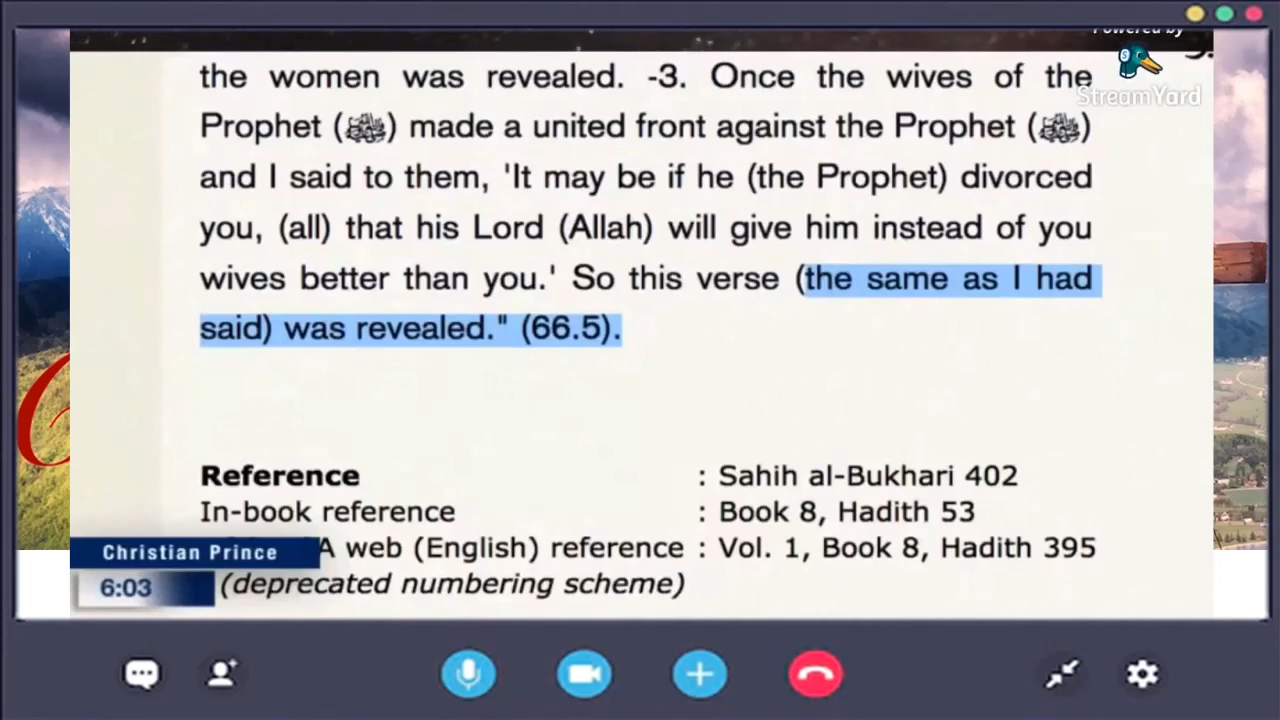 Powered by
StreamYard
the women was revealed. -3. Once the wives of the
Prophet (ﷺ) made a united front against the Prophet (ﷺ)
and I said to them, 'It may be if he (the Prophet) divorced
you, (all) that his Lord (Allah) will give him instead of you
wives better than you.' So this verse (the same as I had
said) was revealed." (66.5).
Reference : Sahih al-Bukhari 402
In-book reference : Book 8, Hadith 53
A web (English) reference : Vol. 1, Book 8, Hadith 395
(deprecated numbering scheme)
Christian Prince
6:03